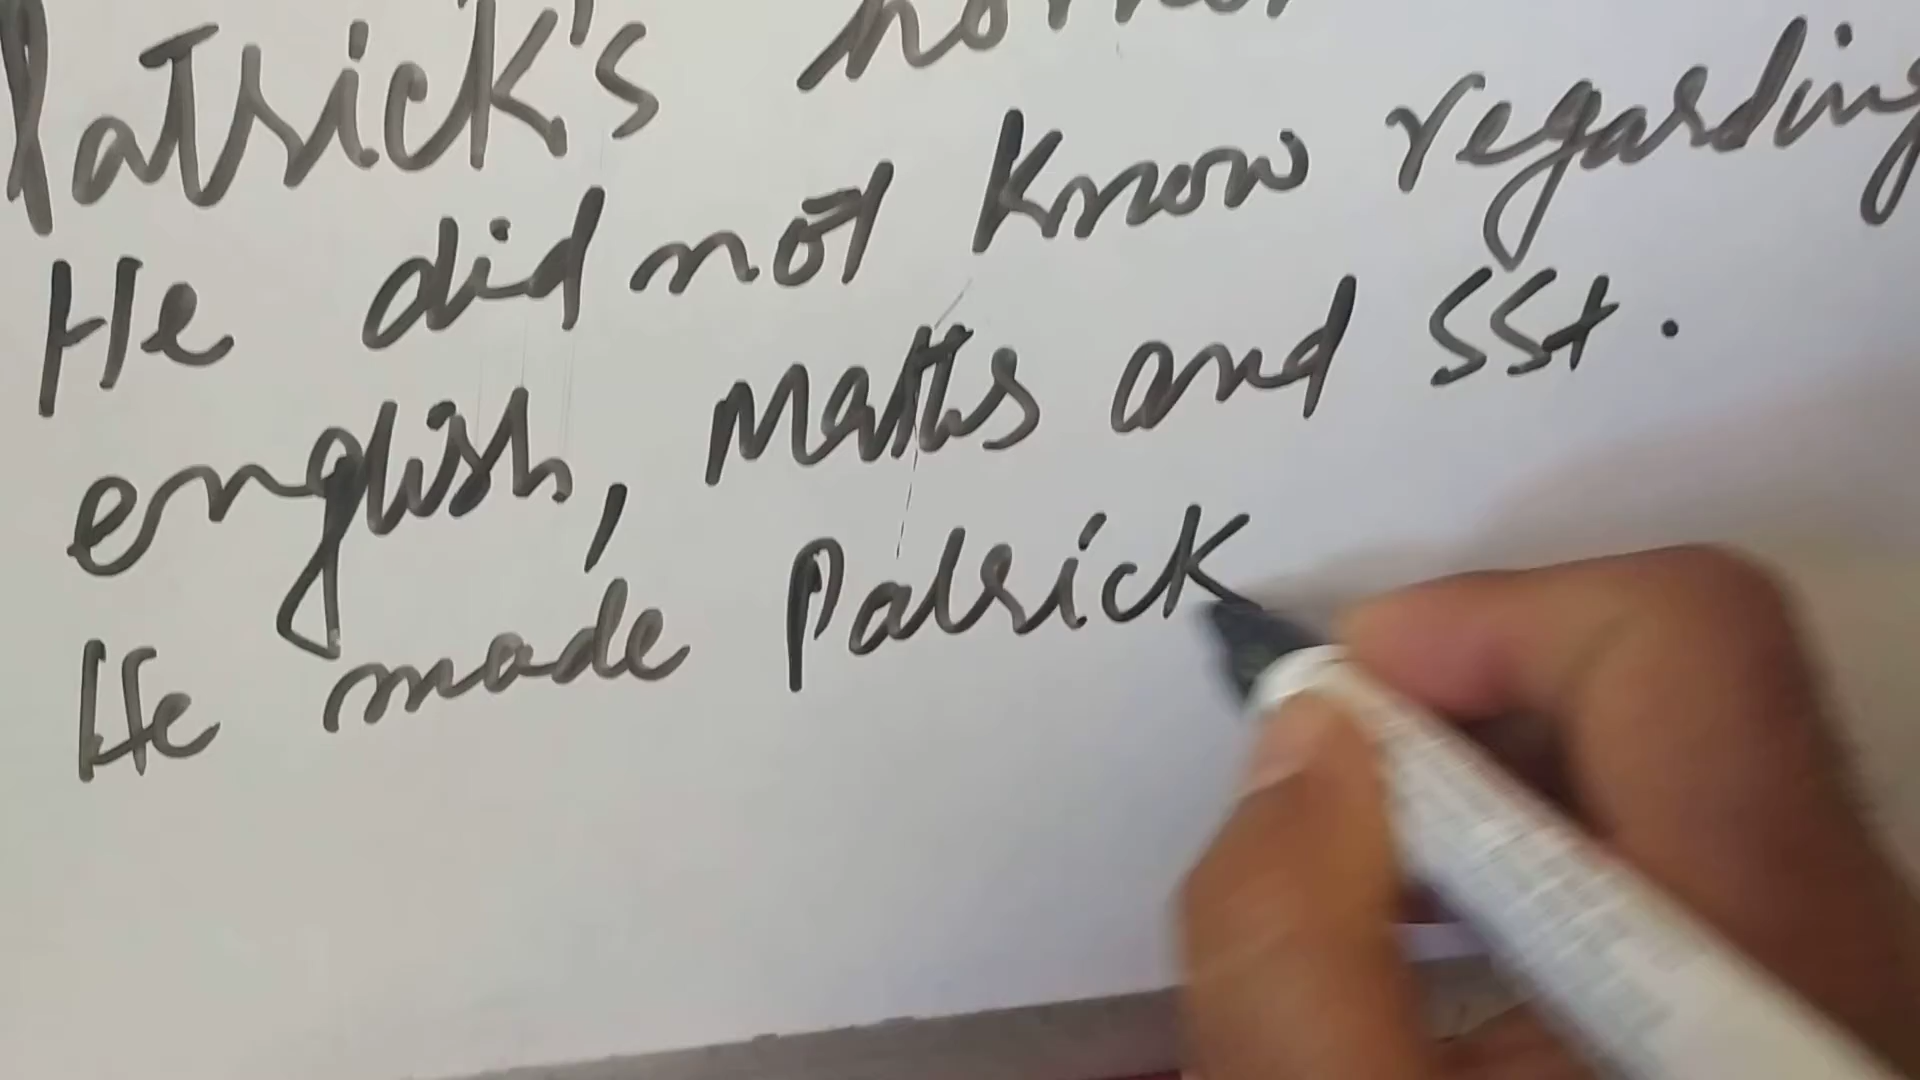 Patrick's
He did not know regarding
english, Maths and SSt.
He made Patrick